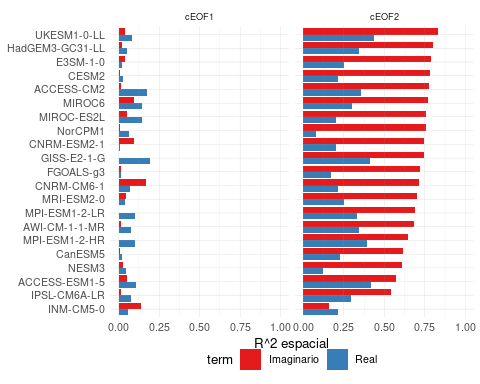 cEOF1 cEOF2
UKESM1-0-LL
HadGEM3-GC31-LL
E3SM-1-0
CESM2
ACCESS-CM2
MIROC6
MIROC-ES2L
NorCPM1
CNRM-ESM2-1
GISS-E2-1-G
FGOALS-g3
CNRM-CM6-1
MRI-ESM2-0
MPI-ESM1-2-LR
AWI-CM-1-1-MR
MPI-ESM1-2-HR
CanESM5
NESM3
ACCESS-ESM1-5
IPSL-CM6A-LR
INM-CM5-0
0.00 0.25 0.50 0.75 1.00 0.00 0.25 0.50 0.75 1.00
R^2 espacial
term Imaginario Real